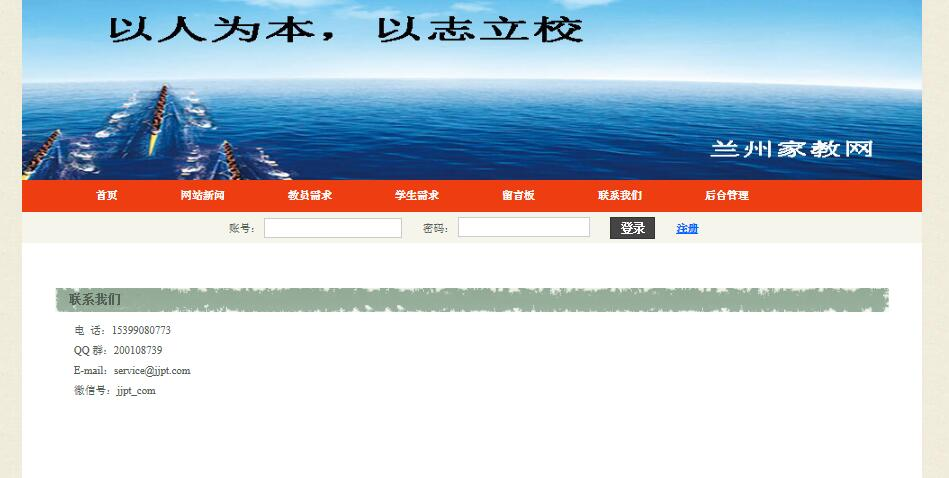 以人为本，以志立校
兰州家教网
首页 网站新闻 教员需求 学生需求 留言板 联系我们 后台管理
账号： 密码： 登录 注册
联系我们
电 话：15399080773
QQ 群：200108739
E-mail：service@jjpt.com
微信号：jjpt_com